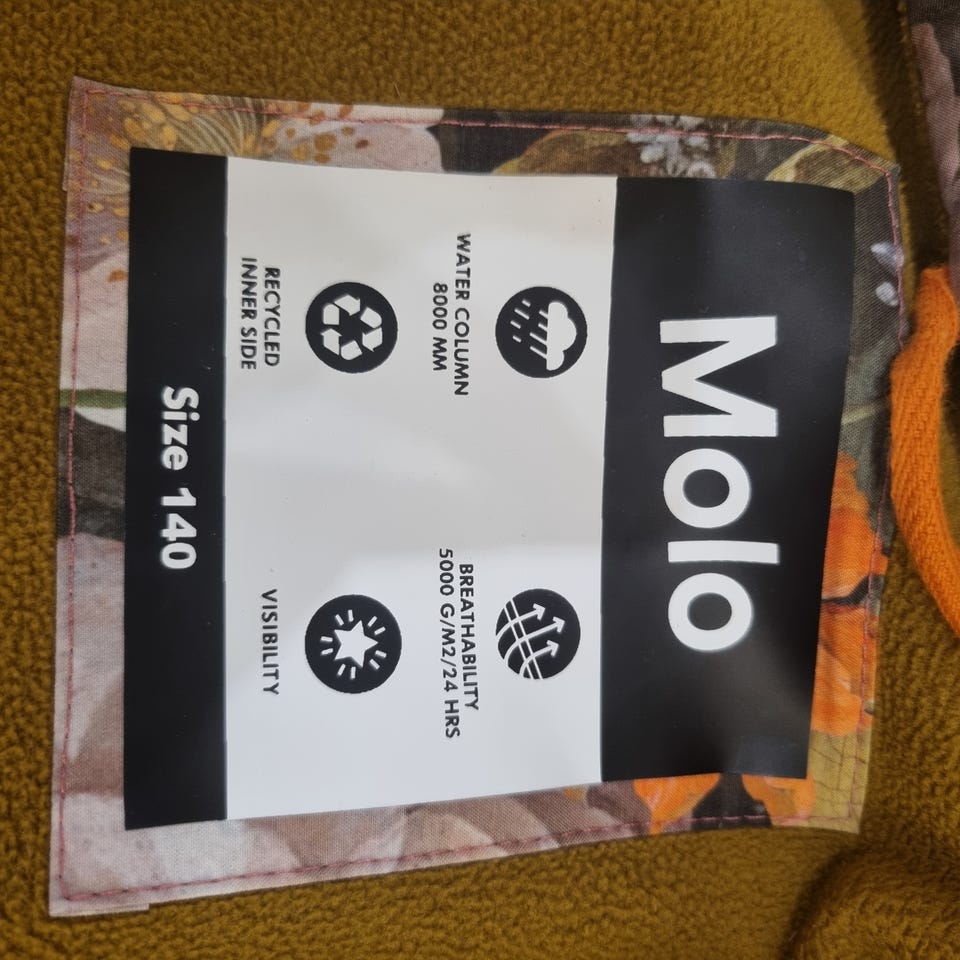 Molo
WATER COLUMN
8000 MM
BREATHABILITY
5000 G/M2/24 HRS
RECYCLED
INNER SIDE
VISIBILITY
Size 140